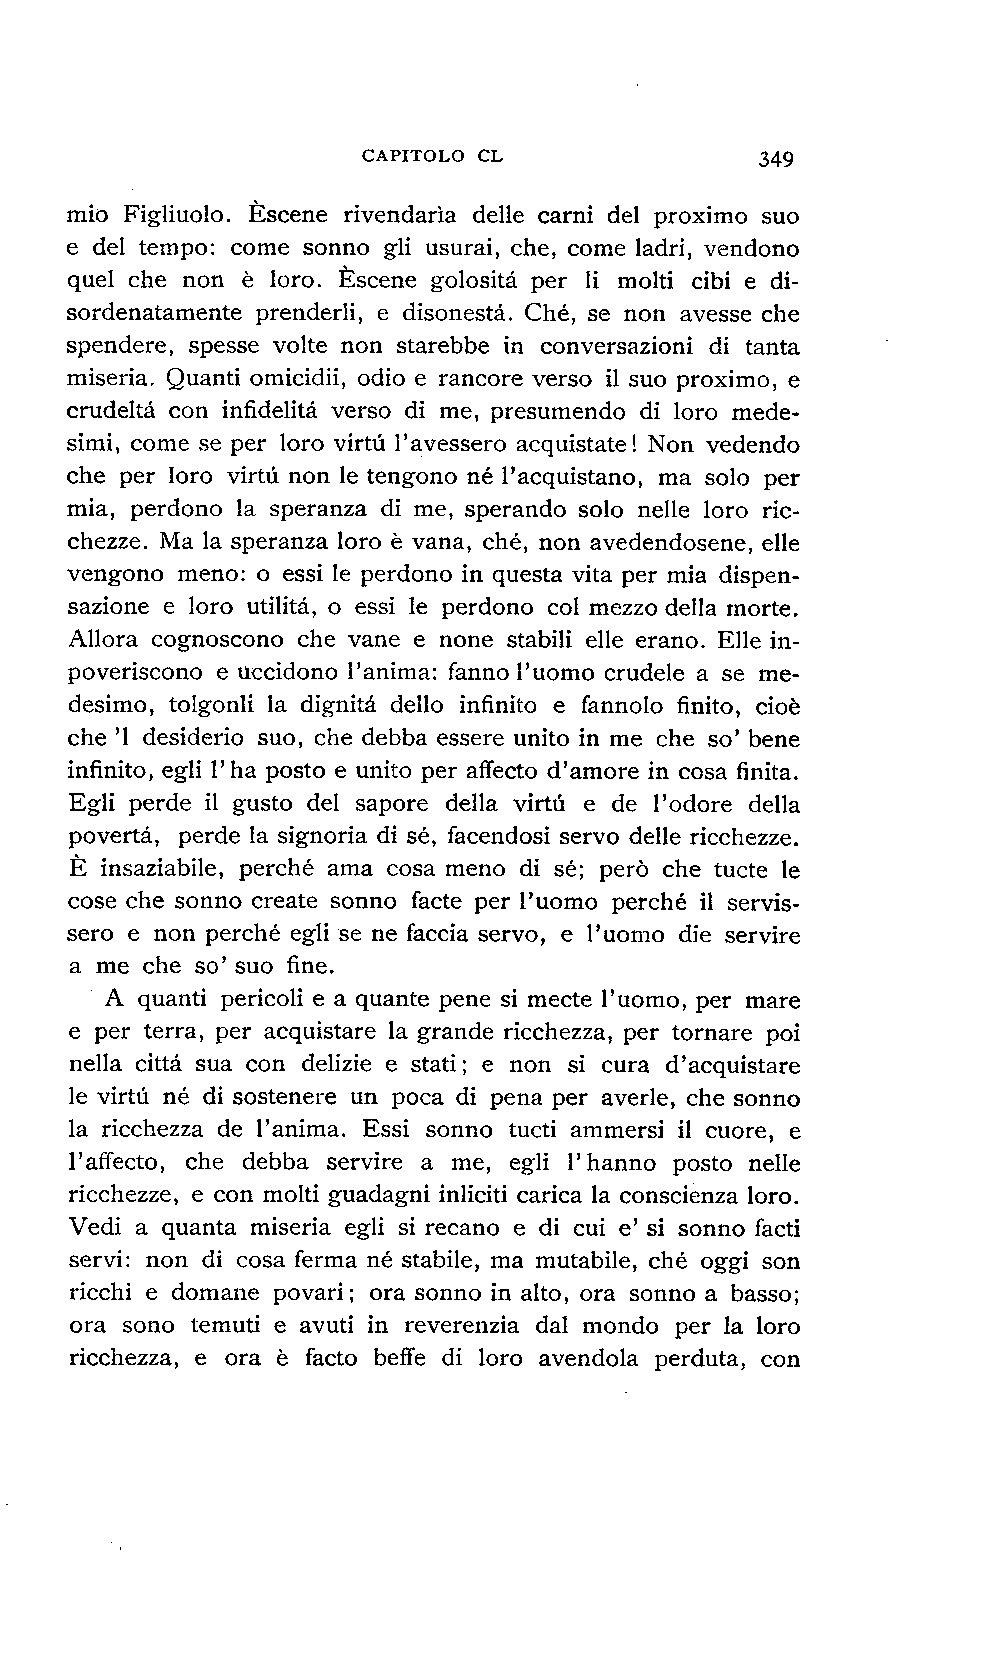 CAPITOLO CL 349
mio Figliuolo. Èscene rivendarìa delle carni del proximo suo
e del tempo: come sonno gli usurai, che, come ladri, vendono
quel che non è loro. Èscene golositá per li molti cibi e di-
sordenatamente prenderli, e disonestá. Ché, se non avesse che
spendere, spesse volte non starebbe in conversazioni di tanta
miseria. Quanti omicidii, odio e rancore verso il suo proximo, e
crudeltá con infidelitá verso di me, presumendo di loro mede-
simi, come se per loro virtú l'avessero acquistate! Non vedendo
che per loro virtú non le tengono né l'acquistano, ma solo per
mia, perdono la speranza di me, sperando solo nelle loro ric-
chezze. Ma la speranza loro è vana, ché, non avedendosene, elle
vengono meno: o essi le perdono in questa vita per mia dispen-
sazione e loro utilitá, o essi le perdono col mezzo della morte.
Allora cognoscono che vane e none stabili elle erano. Elle in-
poveriscono e uccidono l'anima: fanno l'uomo crudele a se me-
desimo, tolgonli la dignitá dello infinito e fannolo finito, cioè
che 'l desiderio suo, che debba essere unito in me che so' bene
infinito, egli l'ha posto e unito per affecto d'amore in cosa finita.
Egli perde il gusto del sapore della virtú e de l'odore della
povertá, perde la signoria di sé, facendosi servo delle ricchezze.
È insaziabile, perché ama cosa meno di sé; però che tucte le
cose che sonno create sonno facte per l'uomo perché il servis-
sero e non perché egli se ne faccia servo, e l'uomo die servire
a me che so' suo fine.
A quanti pericoli e a quante pene si mecte l'uomo, per mare
e per terra, per acquistare la grande ricchezza, per tornare poi
nella cittá sua con delizie e stati; e non si cura d'acquistare
le virtú né di sostenere un poca di pena per averle, che sonno
la ricchezza de l'anima. Essi sonno tucti ammersi il cuore, e
l'affecto, che debba servire a me, egli l'hanno posto nelle
ricchezze, e con molti guadagni inliciti carica la conscienza loro.
Vedi a quanta miseria egli si recano e di cui e' si sonno facti
servi: non di cosa ferma né stabile, ma mutabile, ché oggi son
ricchi e domane povari; ora sonno in alto, ora sonno a basso;
ora sono temuti e avuti in reverenzia dal mondo per la loro
ricchezza, e ora è facto beffe di loro avendola perduta, con